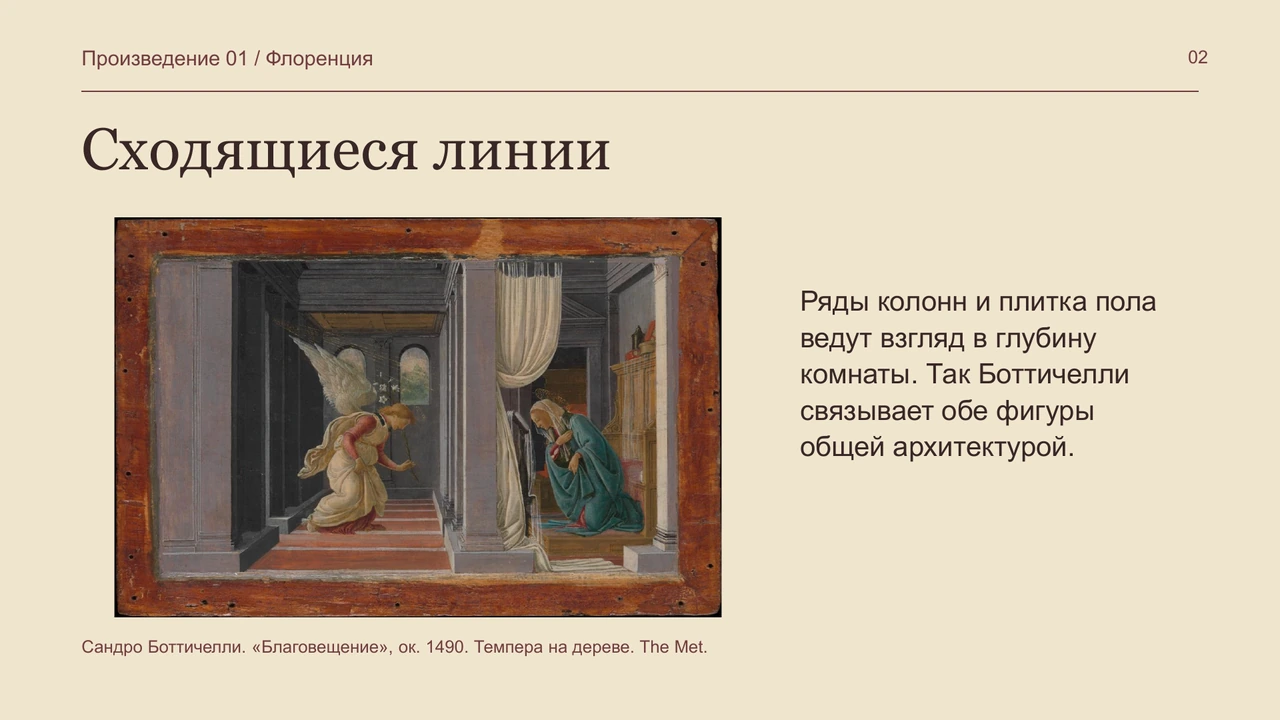 Произведение 01 / Флоренция
02
Сходящиеся линии
Ряды колонн и плитка пола
ведут взгляд в глубину
комнаты. Так Боттичелли
связывает обе фигуры
общей архитектурой.
Сандро Боттичелли. «Благовещение», ок. 1490. Темпера на дереве. The Met.